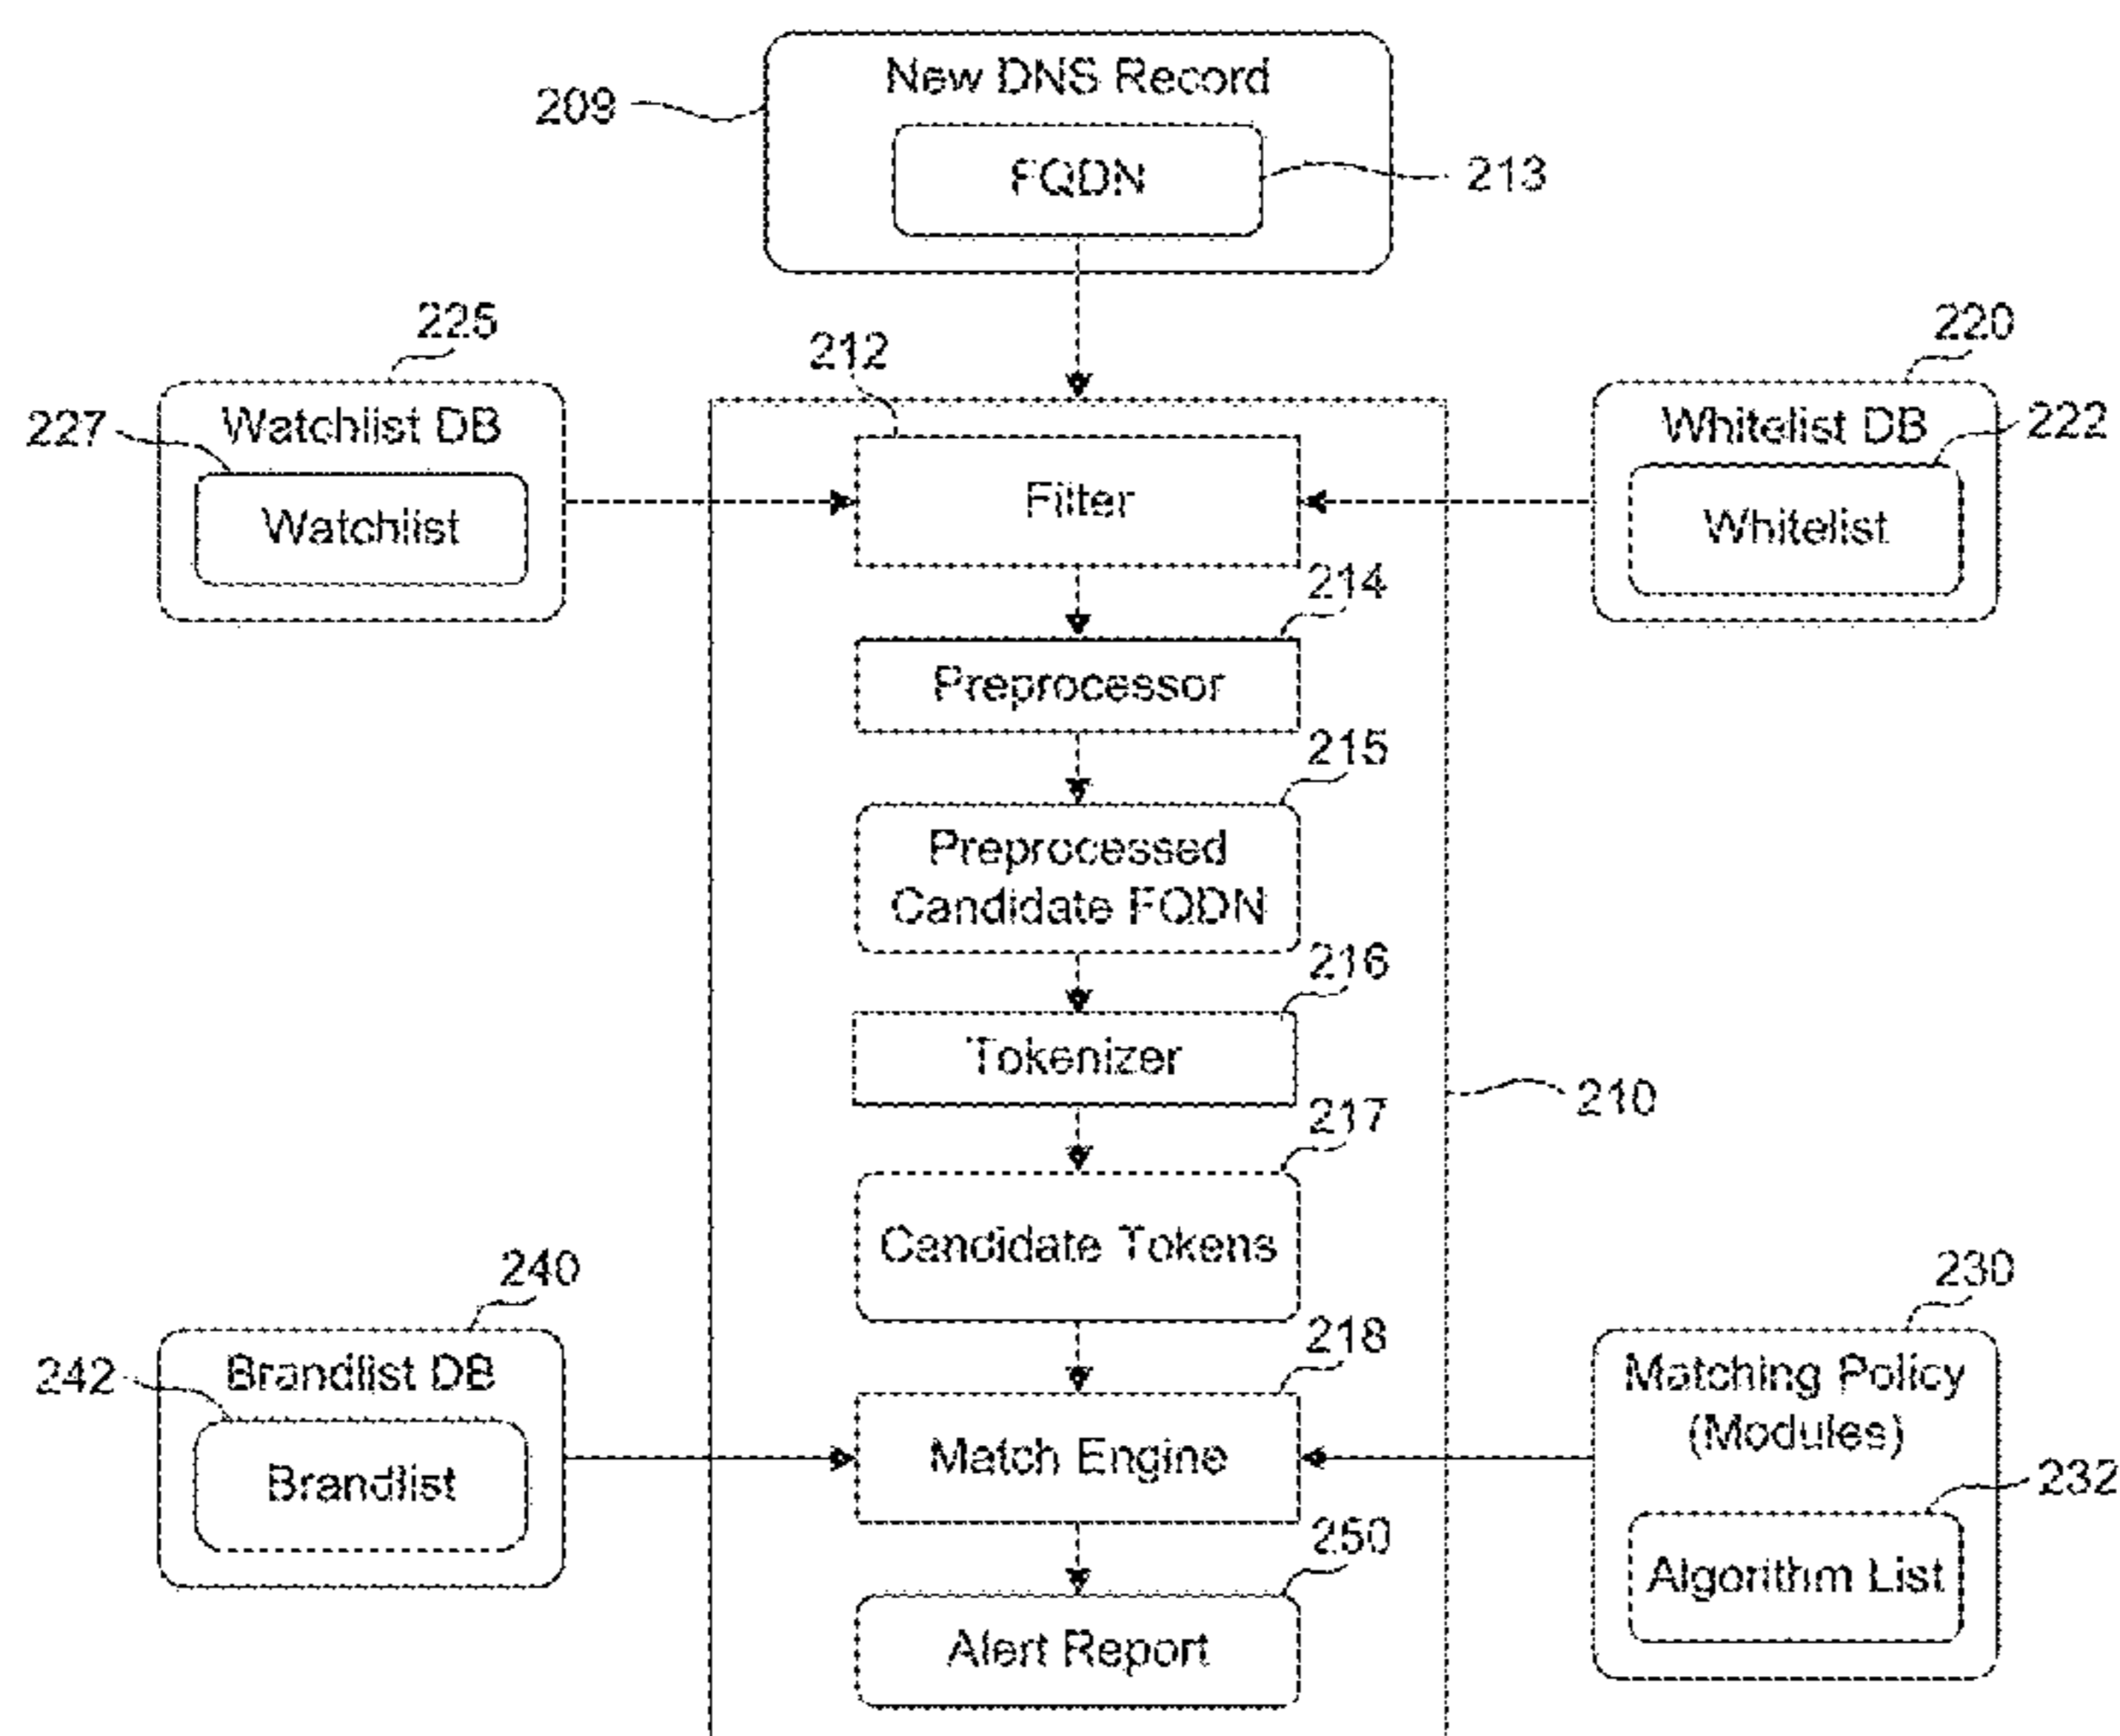 New DNS Record
209
FQDN
213
225
212
220
227
Watchlist DB
Whitelist DB
222
Watchlist
Filter
Whitelist
214
Preprocessor
215
Preprocessed
Candidate FQDN
216
Tokenizer
210
217
Candidate Tokens
240
230
218
242
Brandlist DB
Matching Policy
(Modules)
Brandlist
Match Engine
232
250
Algorithm List
Alert Report